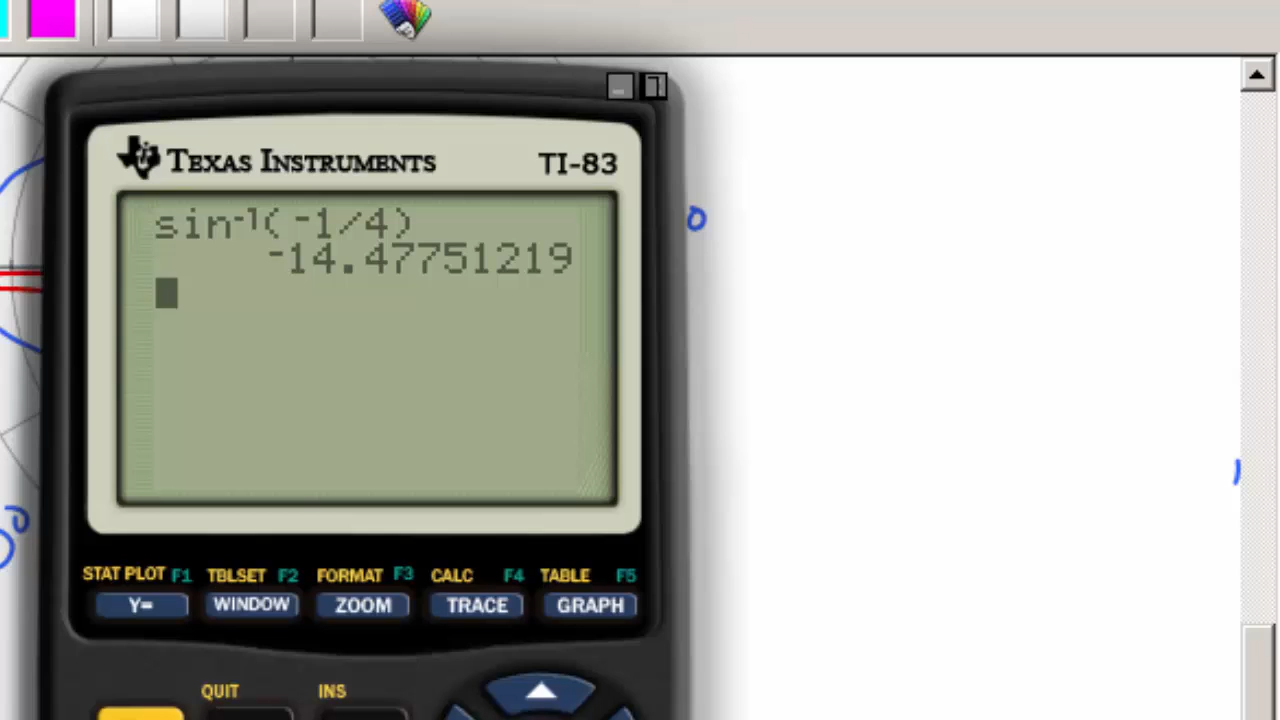 TEXAS INSTRUMENTS TI-83
sin⁻¹(-1/4)
-14.47751219
STAT PLOT F1 TBLSET F2 FORMAT F3 CALC F4 TABLE F5
Y= WINDOW ZOOM TRACE GRAPH
QUIT INS